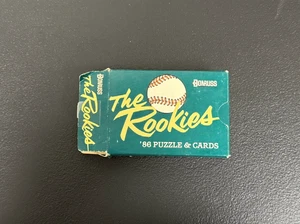 DONRUSS
The
Rookies
DONRUSS
The
Rookies
'86 PUZZLE & CARDS